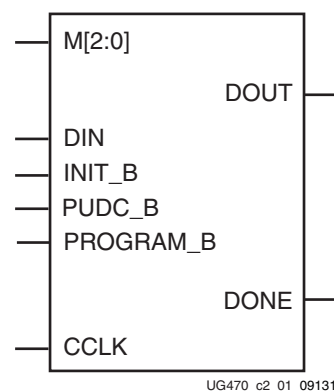 M[2:0]
DOUT
DIN
INIT_B
PUDC_B
PROGRAM_B
DONE
CCLK
UG470_c2_01_09131